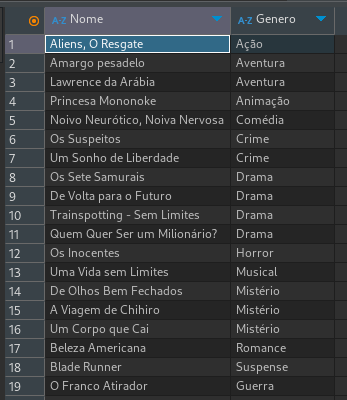 A-Z Nome A-Z Genero
1 Aliens, O Resgate Ação
2 Amargo pesadelo Aventura
3 Lawrence da Arábia Aventura
4 Princesa Mononoke Animação
5 Noivo Neurótico, Noiva Nervosa Comédia
6 Os Suspeitos Crime
7 Um Sonho de Liberdade Crime
8 Os Sete Samurais Drama
9 De Volta para o Futuro Drama
10 Trainspotting - Sem Limites Drama
11 Quem Quer Ser um Milionário? Drama
12 Os Inocentes Horror
13 Uma Vida sem Limites Musical
14 De Olhos Bem Fechados Mistério
15 A Viagem de Chihiro Mistério
16 Um Corpo que Cai Mistério
17 Beleza Americana Romance
18 Blade Runner Suspense
19 O Franco Atirador Guerra